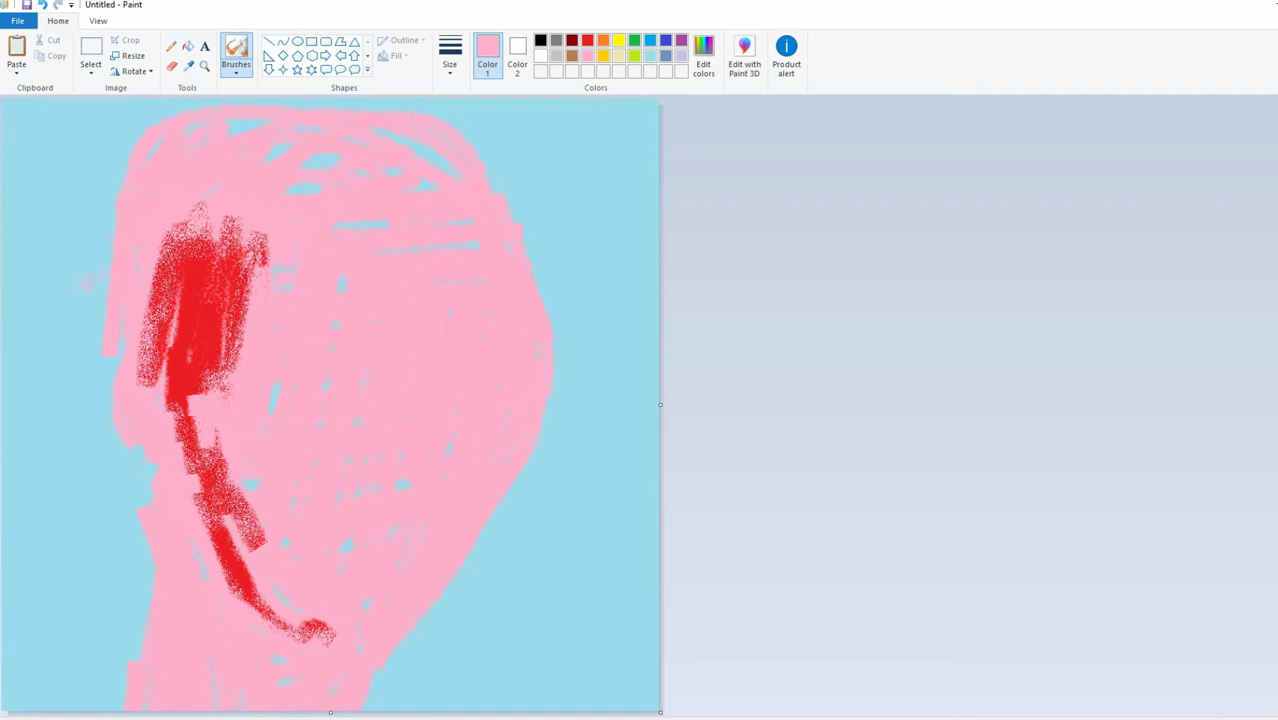 Untitled - Paint
File Home View
Paste Cut Copy Clipboard
Select Crop Resize Rotate Image
A Tools
Brushes
Outline Fill Shapes
Size
Color 1 Color 2 Edit colors Colors
Edit with Paint 3D
Product alert